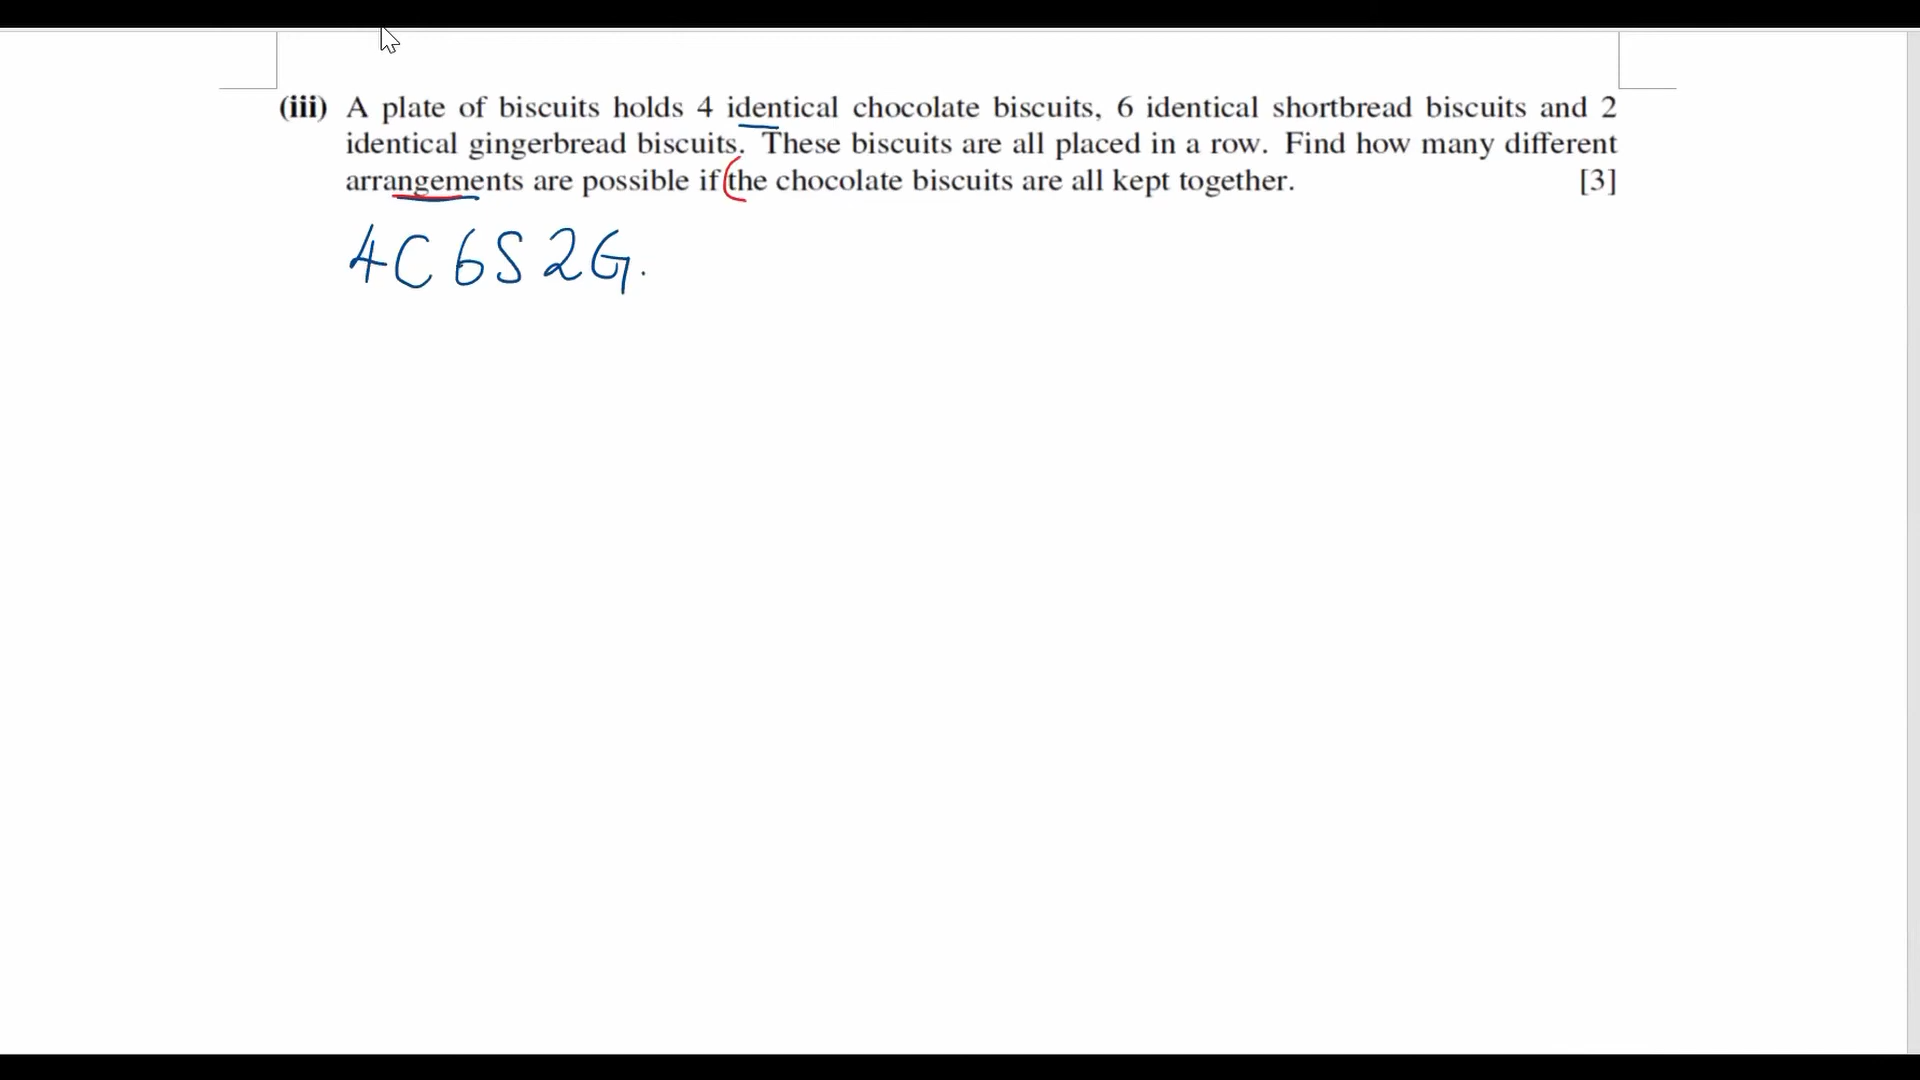 (iii) A plate of biscuits holds 4 identical chocolate biscuits, 6 identical shortbread biscuits and 2
identical gingerbread biscuits. These biscuits are all placed in a row. Find how many different
arrangements are possible if the chocolate biscuits are all kept together. [3]
4C 6S 2G.